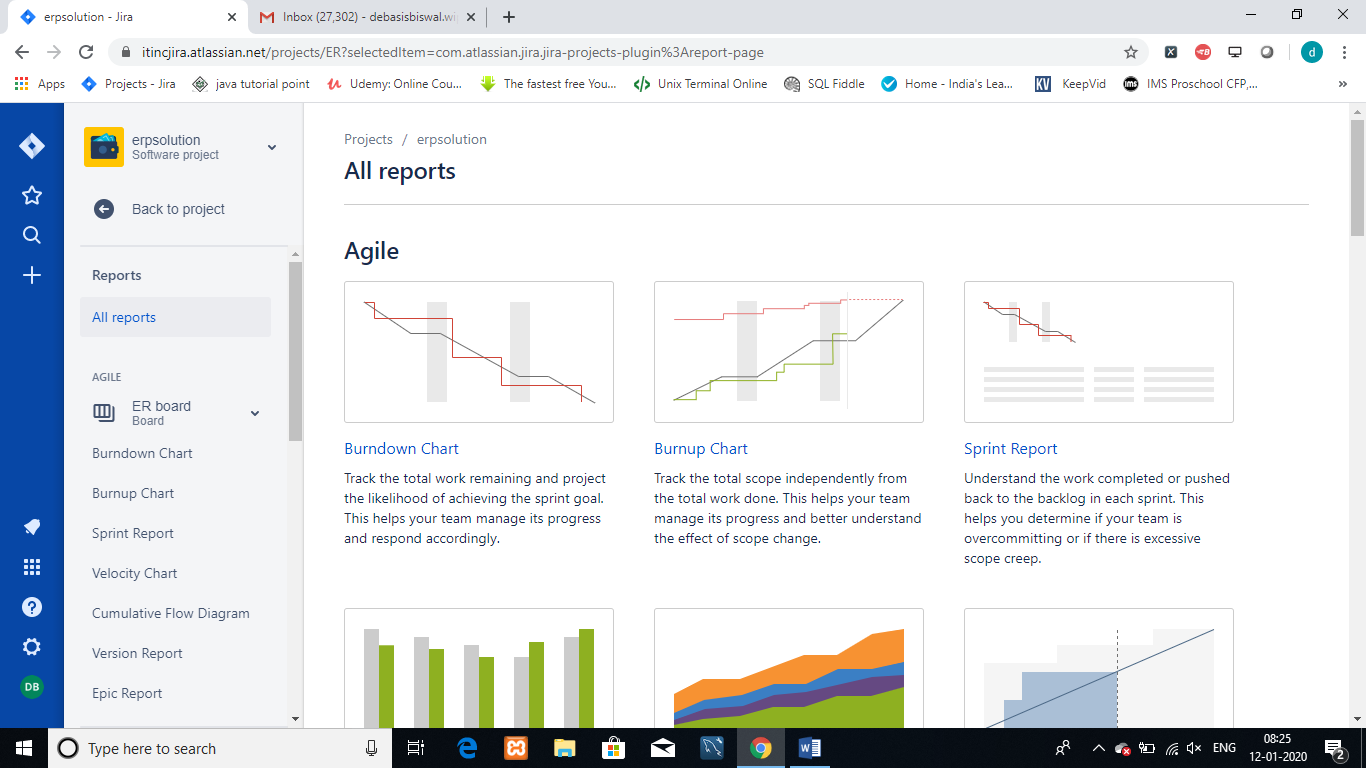 erpsolution - Jira
Inbox (27,302) - debasisbiswal.wi
itincjira.atlassian.net/projects/ER?selectedItem=com.atlassian.jira.jira-projects-plugin%3Areport-page
d
Apps
Projects - Jira
java tutorial point
Udemy: Online Cou...
The fastest free You...
Unix Terminal Online
SQL Fiddle
Home - India's Lea...
KV
KeepVid
ims
IMS Proschool CFP,...
»
erpsolution
Software project
Back to project
Reports
All reports
AGILE
ER board
Board
Burndown Chart
Burnup Chart
Sprint Report
Velocity Chart
Cumulative Flow Diagram
Version Report
Epic Report
DB
Projects / erpsolution
All reports
Agile
Burndown Chart
Track the total work remaining and project
the likelihood of achieving the sprint goal.
This helps your team manage its progress
and respond accordingly.
Burnup Chart
Track the total scope independently from
the total work done. This helps your team
manage its progress and better understand
the effect of scope change.
Sprint Report
Understand the work completed or pushed
back to the backlog in each sprint. This
helps you determine if your team is
overcommitting or if there is excessive
scope creep.
Type here to search
ENG
08:25
12-01-2020
2